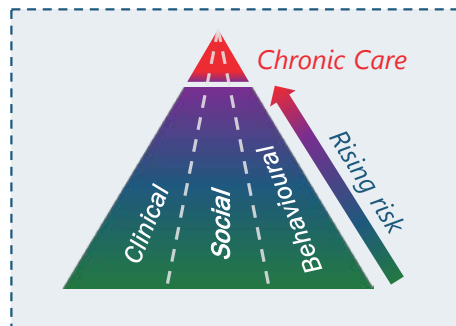 Chronic Care
Rising risk
Clinical
Social
Behavioural